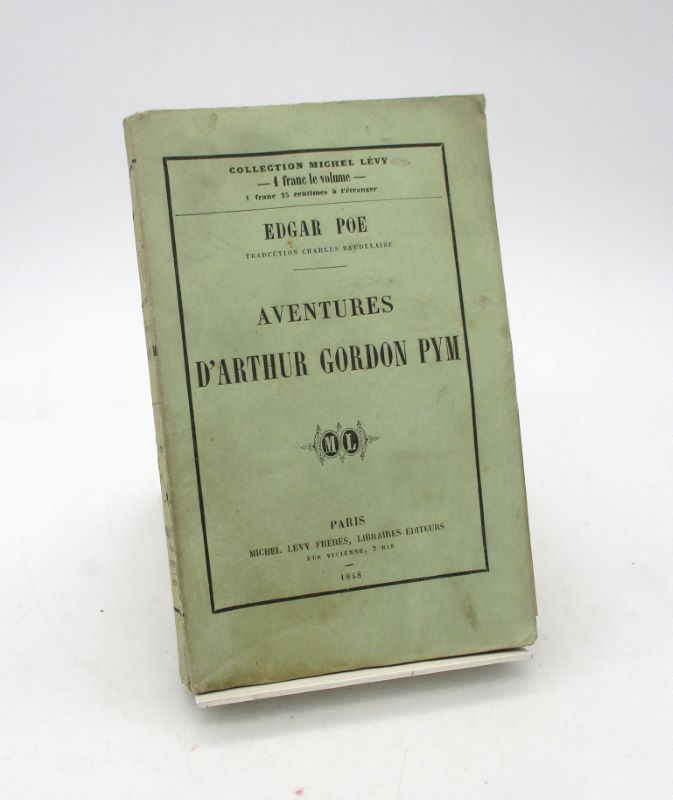 COLLECTION MICHEL LÉVY
— 1 franc le volume —
1 franc 25 centimes à l'étranger
EDGAR POE
TRADUCTION CHARLES BAUDELAIRE
AVENTURES
D'ARTHUR GORDON PYM
ML
PARIS
MICHEL LÉVY FRÈRES, LIBRAIRES-ÉDITEURS
RUE VIVIENNE, 2 BIS
—
1858